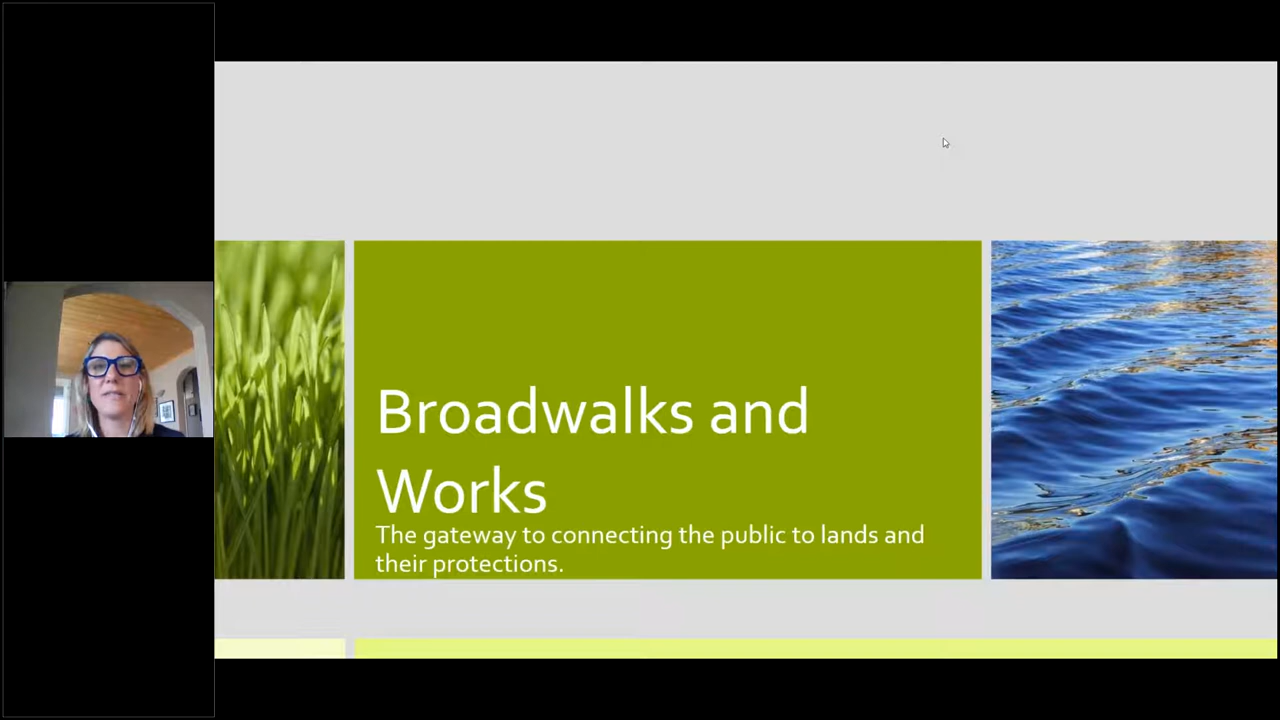 Broadwalks and
Works
The gateway to connecting the public to lands and
their protections.